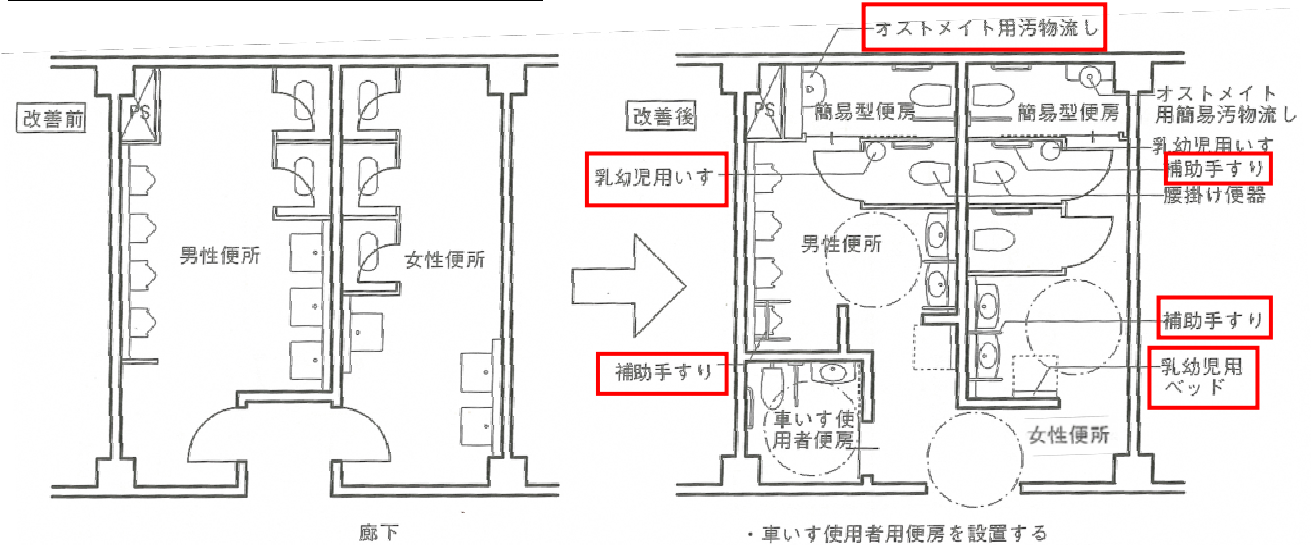 改善前
PS
男性便所
女性便所
廊下
改善後
オストメイト用汚物流し
PS
簡易型便房
簡易型便房
オストメイト
用簡易汚物流し
乳幼児用いす
乳幼児用いす
補助手すり
腰掛け便器
男性便所
補助手すり
補助手すり
乳幼児用
ベッド
車いす使
用者便房
女性便所
・車いす使用者用便房を設置する